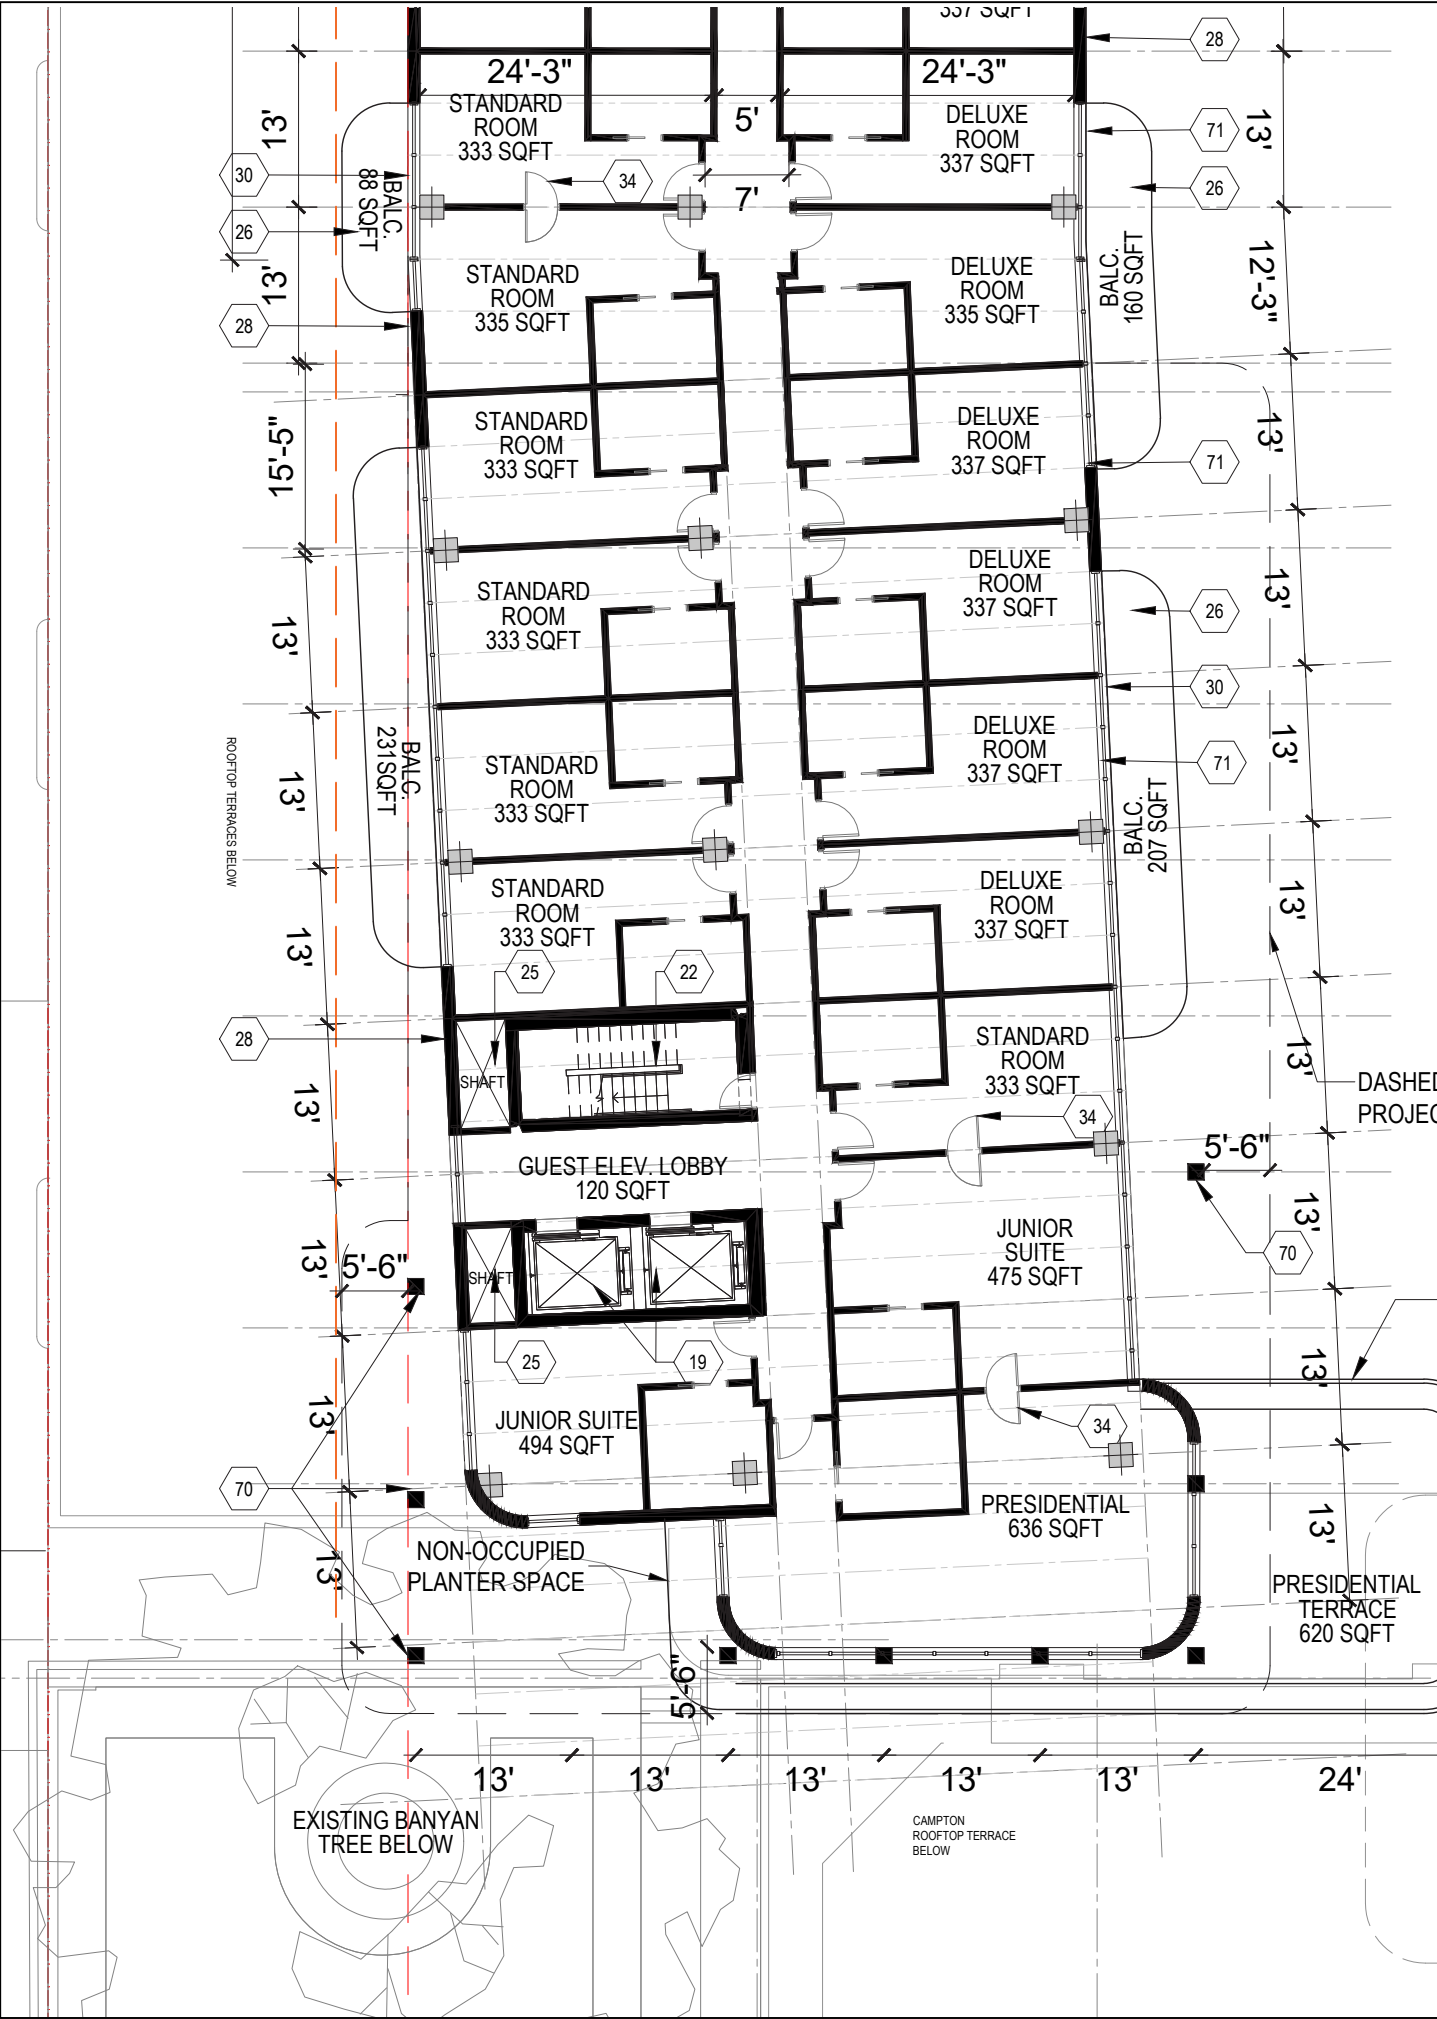 337 SQFT
28
24'-3"
24'-3"
STANDARD
ROOM
333 SQFT
5'
DELUXE
ROOM
337 SQFT
71
13'
13'
30
34
7'
26
BALC.
88 SQFT
26
13'
STANDARD
ROOM
335 SQFT
DELUXE
ROOM
335 SQFT
BALC.
160 SQFT
12'-3"
28
STANDARD
ROOM
333 SQFT
DELUXE
ROOM
337 SQFT
15'-5"
13'
71
STANDARD
ROOM
333 SQFT
DELUXE
ROOM
337 SQFT
13'
26
13'
30
ROOFTOP TERRACES BELOW
BALC.
231SQFT
STANDARD
ROOM
333 SQFT
DELUXE
ROOM
337 SQFT
13'
71
13'
BALC.
207 SQFT
STANDARD
ROOM
333 SQFT
DELUXE
ROOM
337 SQFT
13'
13'
25
22
28
SHAFT
STANDARD
ROOM
333 SQFT
13'
DASHED
PROJEC
13'
34
GUEST ELEV. LOBBY
120 SQFT
5'-6"
13'
JUNIOR
SUITE
475 SQFT
70
13'
5'-6"
SHAFT
25
19
13'
13'
JUNIOR SUITE
494 SQFT
34
70
PRESIDENTIAL
636 SQFT
13'
NON-OCCUPIED
PLANTER SPACE
13'
PRESIDENTIAL
TERRACE
620 SQFT
5'-6"
13'
13'
13'
13'
13'
24'
EXISTING BANYAN
TREE BELOW
CAMPTON
ROOFTOP TERRACE
BELOW